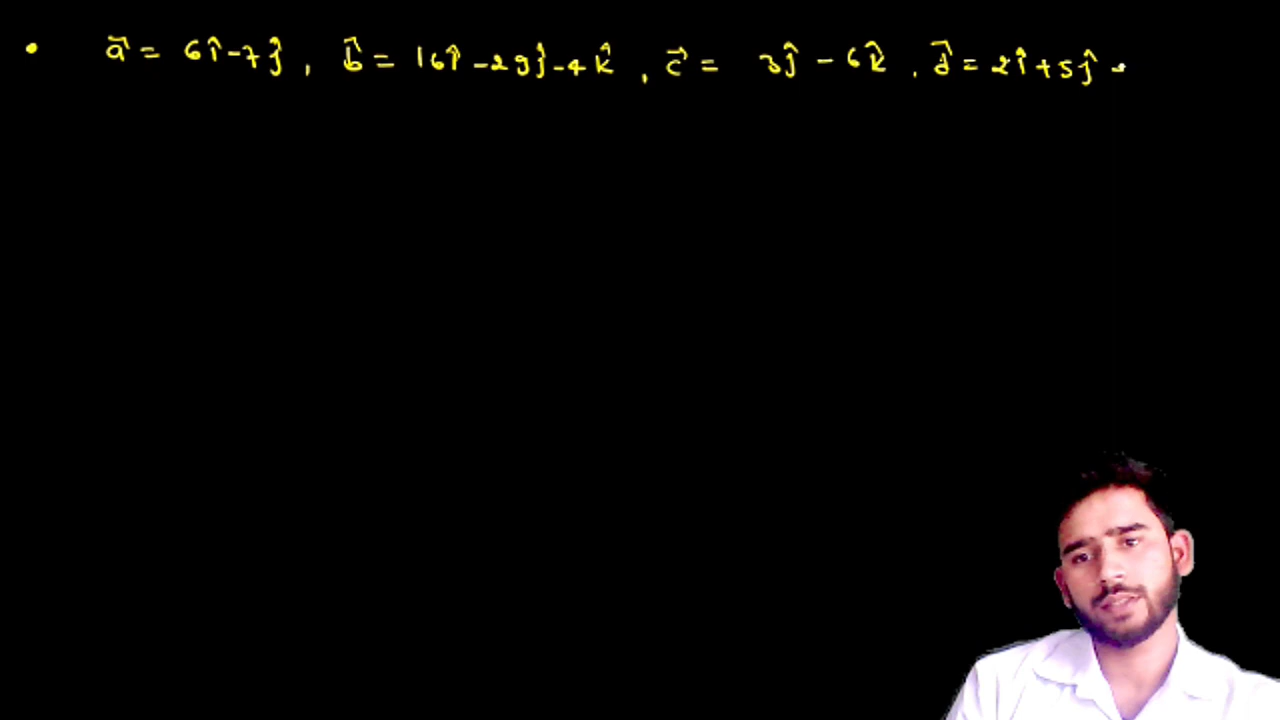 • a⃗ = 6î-7ĵ, b⃗ = 16î-29ĵ-4k̂, c⃗ = 3ĵ-6k̂. d⃗ = 2î+5ĵ